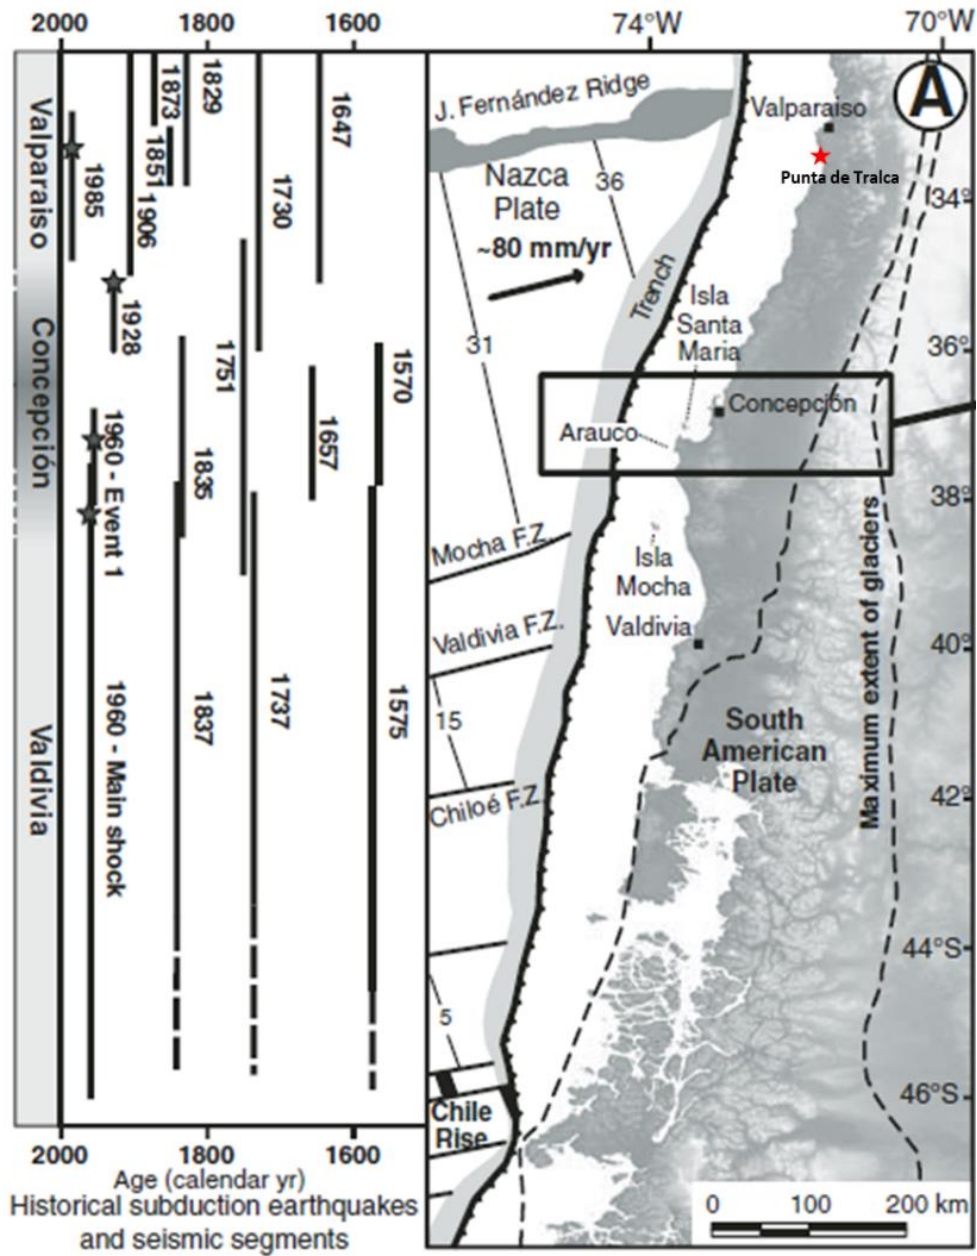 2000 1800 1600
Valparaiso
Concepción
Valdivia
1985
1906
1873
1851
1829
1730
1647
1928
1751
1570
1657
1835
1960 - Event 1
1960 - Main shock
1837
1737
1575
2000 1800 1600
Age (calendar yr)
Historical subduction earthquakes
and seismic segments
74°W 70°W
A
J. Fernández Ridge
Valparaiso
Punta de Tralca
Nazca
Plate
36
~80 mm/yr
34°
Trench
Isla
Santa
Maria
31
36°
Concepción
Arauco
38°
Mocha F.Z.
Isla
Mocha
Valdivia F.Z.
Valdivia
40°
15
South
American
Plate
Maximum extent of glaciers
Chiloé F.Z.
42°
44°S
5
46°S
Chile
Rise
0 100 200 km